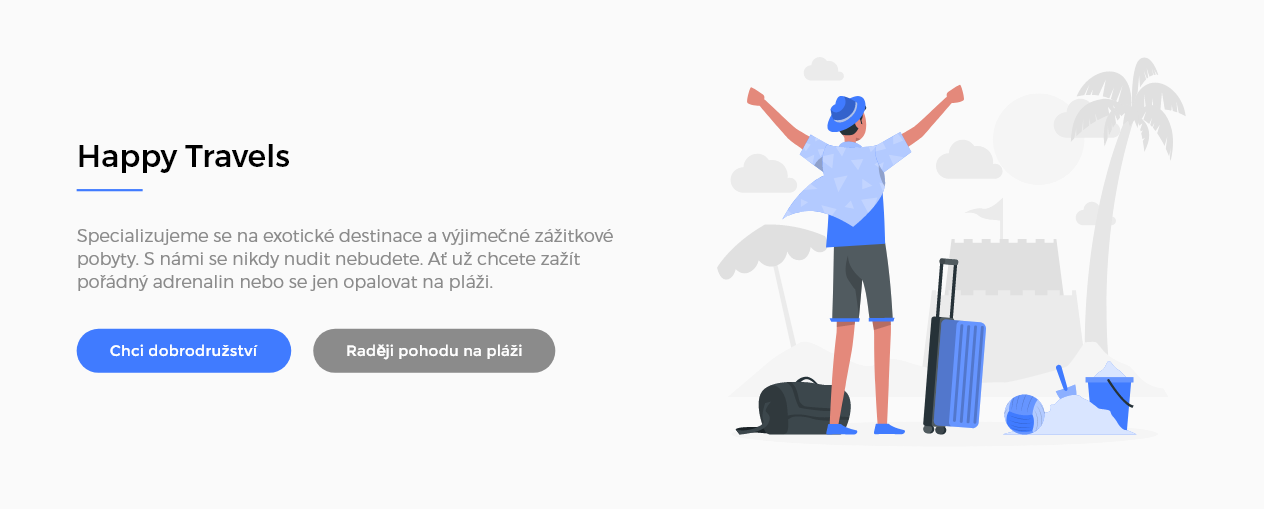 Happy Travels
Specializujeme se na exotické destinace a výjimečné zážitkové
pobyty. S námi se nikdy nudit nebudete. Ať už chcete zažít
pořádný adrenalin nebo se jen opalovat na pláži.
Chci dobrodružství
Raději pohodu na pláži